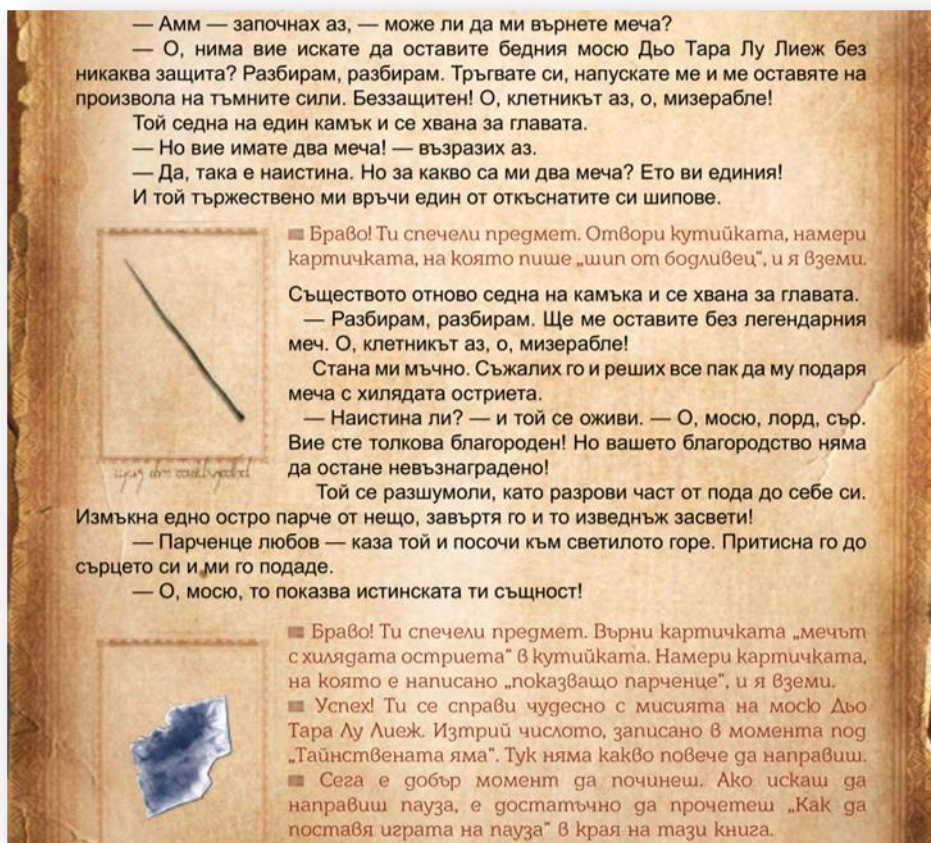 — Амм — започнах аз, — може ли да ми върнете меча?
— О, нима вие искате да оставите бедния мосю Дьо Тара Лу Лиеж без
никаква защита? Разбирам, разбирам. Тръгвате си, напускате ме и ме оставяте на
произвола на тъмните сили. Беззащитен! О, клетникът аз, о, мизерабле!
Той седна на един камък и се хвана за главата.
— Но вие имате два меча! — възразих аз.
— Да, така е наистина. Но за какво са ми два меча? Ето ви единия!
И той тържествено ми връчи един от откъснатите си шипове.
Браво! Ти спечели предмет. Отвори кутийката, намери
картичката, на която пише „шип от бодливец“, и я вземи.
Съществото отново седна на камъка и се хвана за главата.
— Разбирам, разбирам. Ще ме оставите без легендарния
меч. О, клетникът аз, о, мизерабле!
Стана ми мъчно. Съжалих го и реших все пак да му подаря
меча с хилядата остриета.
— Наистина ли? — и той се оживи. — О, мосю, лорд, сър.
Вие сте толкова благороден! Но вашето благородство няма
да остане невъзнаградено!
шип от бодливец
Той се разшумоли, като разрови част от пода до себе си.
Измъкна едно остро парче от нещо, завъртя го и то изведнъж засвети!
— Парченце любов — каза той и посочи към светилото горе. Притисна го до
сърцето си и ми го подаде.
— О, мосю, то показва истинската ти същност!
Браво! Ти спечели предмет. Върни картичката „мечът
с хилядата остриета“ в кутийката. Намери картичката,
на която е написано „показващо парченце“, и я вземи.
Успех! Ти се справи чудесно с мисията на мосю Дьо
Тара Лу Лиеж. Изтрий числото, записано в момента под
„Тайнствената яма“. Тук няма какво повече да направиш.
Сега е добър момент да починеш. Ако искаш да
направиш пауза, е достатъчно да прочетеш „Как да
поставя играта на пауза“ в края на тази книга.